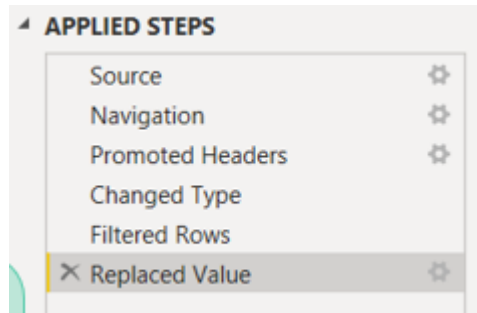 APPLIED STEPS
Source
Navigation
Promoted Headers
Changed Type
Filtered Rows
Replaced Value